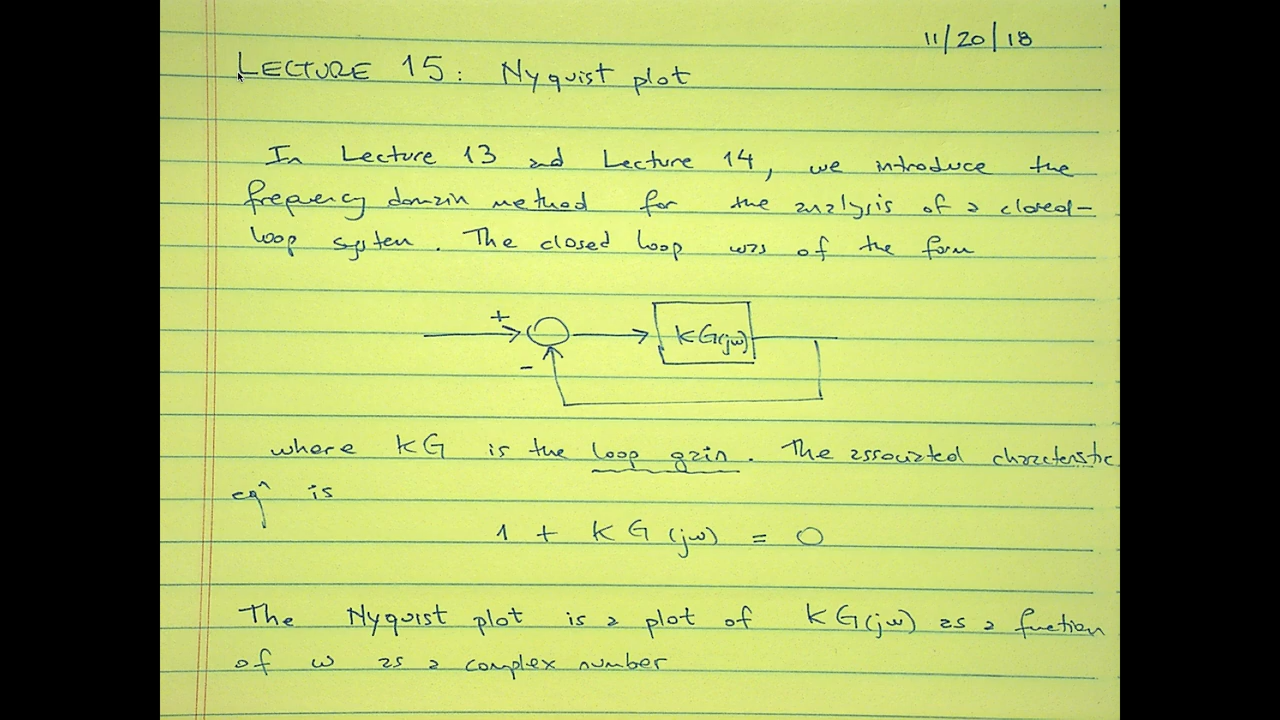 11/20/18
LECTURE 15: Nyquist plot
In Lecture 13 and Lecture 14, we introduce the
frequency domain method for the analysis of a closed-
loop system. The closed loop was of the form
+
KG(jω)
-
where KG is the loop gain. The associated charcteristic
eqn is
1 + KG(jω) = 0
The Nyquist plot is a plot of KG(jω) as a fuction
of ω as a complex number